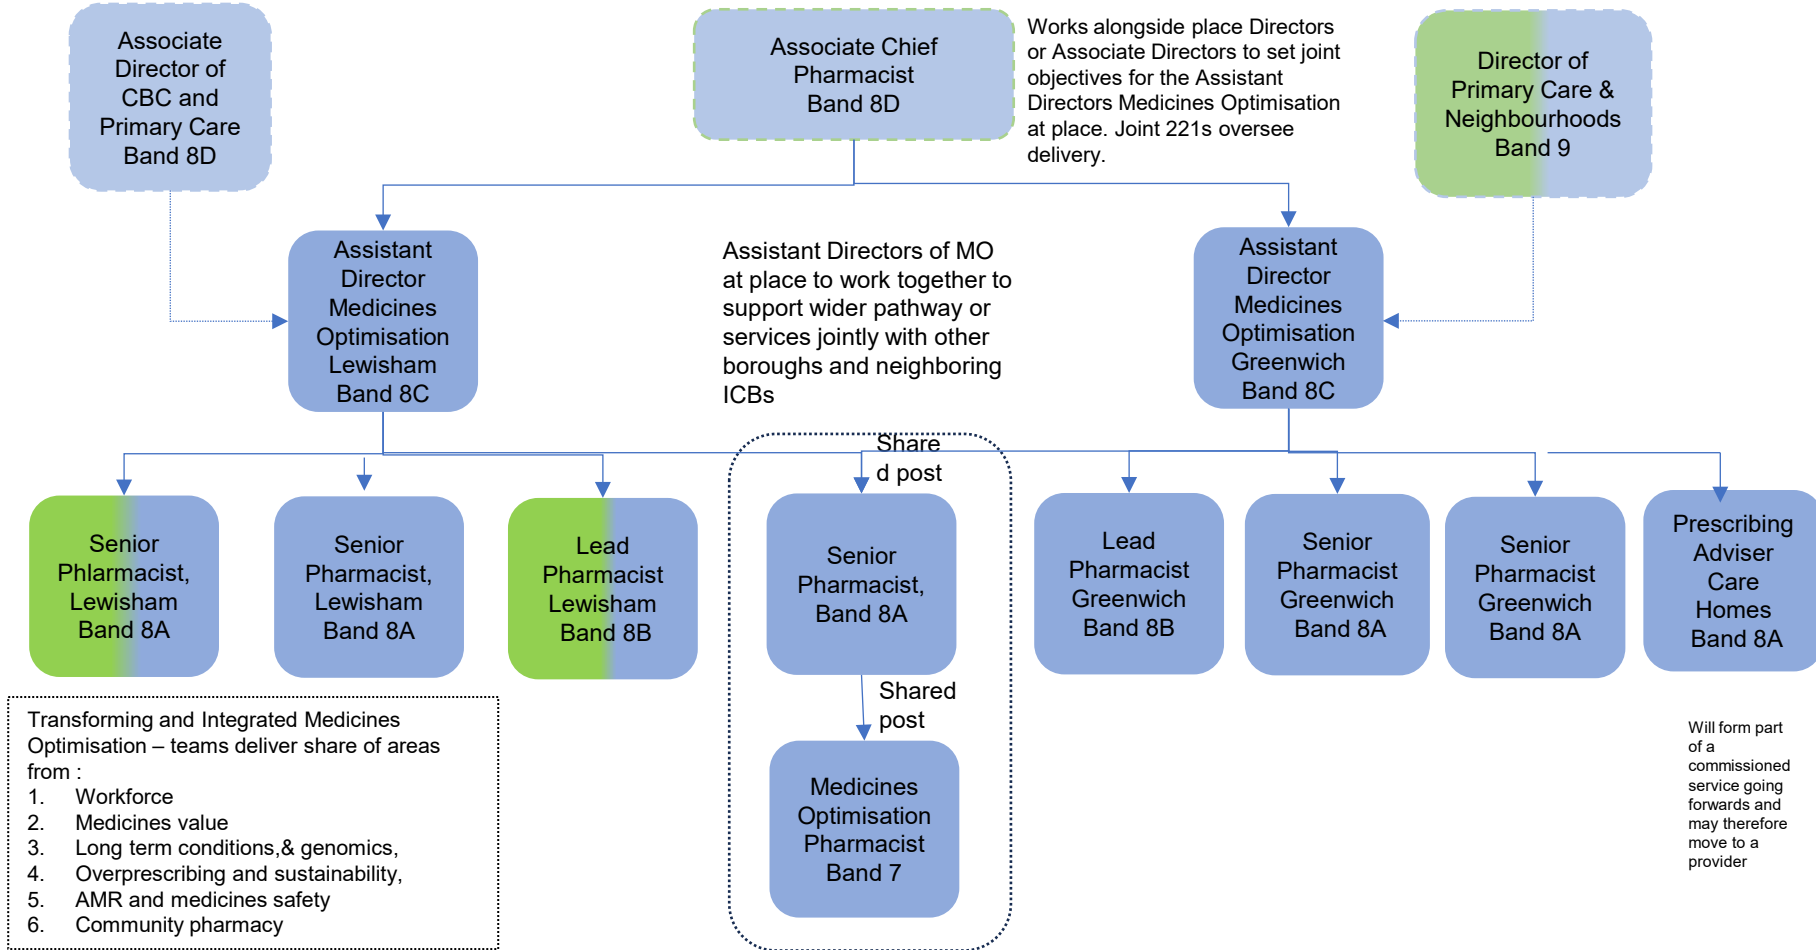 Associate
Director of
CBC and
Primary Care
Band 8D
Associate Chief
Pharmacist
Band 8D
Works alongside place Directors
or Associate Directors to set joint
objectives for the Assistant
Directors Medicines Optimisation
at place. Joint 221s oversee
delivery.
Director of
Primary Care &
Neighbourhoods
Band 9
Assistant
Director
Medicines
Optimisation
Lewisham
Band 8C
Assistant Directors of MO
at place to work together to
support wider pathway or
services jointly with other
boroughs and neighboring
ICBs
Assistant
Director
Medicines
Optimisation
Greenwich
Band 8C
Share
d post
Senior
Phlarmacist,
Lewisham
Band 8A
Senior
Pharmacist,
Lewisham
Band 8A
Lead
Pharmacist
Lewisham
Band 8B
Senior
Pharmacist,
Band 8A
Lead
Pharmacist
Greenwich
Band 8B
Senior
Pharmacist
Greenwich
Band 8A
Senior
Pharmacist
Greenwich
Band 8A
Prescribing
Adviser
Care
Homes
Band 8A
Shared
post
Medicines
Optimisation
Pharmacist
Band 7
Transforming and Integrated Medicines
Optimisation – teams deliver share of areas
from :
1. Workforce
2. Medicines value
3. Long term conditions,& genomics,
4. Overprescribing and sustainability,
5. AMR and medicines safety
6. Community pharmacy
Will form part
of a
commissioned
service going
forwards and
may therefore
move to a
provider